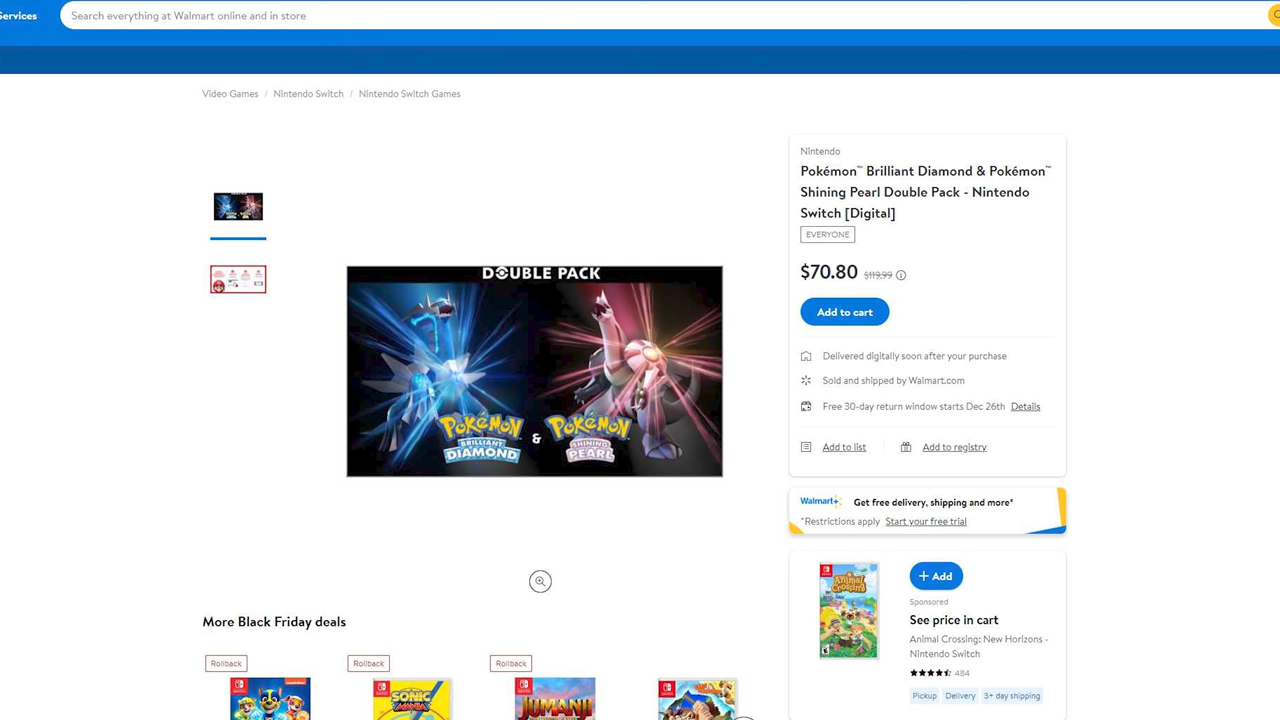 Services
Search everything at Walmart online and in store
Video Games / Nintendo Switch / Nintendo Switch Games
Nintendo
Pokémon™ Brilliant Diamond & Pokémon™
Shining Pearl Double Pack - Nintendo
Switch [Digital]
EVERYONE
$70.80 $119.99
Add to cart
Delivered digitally soon after your purchase
Sold and shipped by Walmart.com
Free 30-day return window starts Dec 26th Details
Add to list
Add to registry
DOUBLE PACK
POKéMON BRILLIANT DIAMOND & POKéMON SHINING PEARL
Walmart+ Get free delivery, shipping and more*
*Restrictions apply Start your free trial
Animal Crossing
+ Add
Sponsored
See price in cart
Animal Crossing: New Horizons -
Nintendo Switch
484
Pickup Delivery 3+ day shipping
More Black Friday deals
Rollback
Rollback
Rollback
SONIC MANIA
JUMANJI